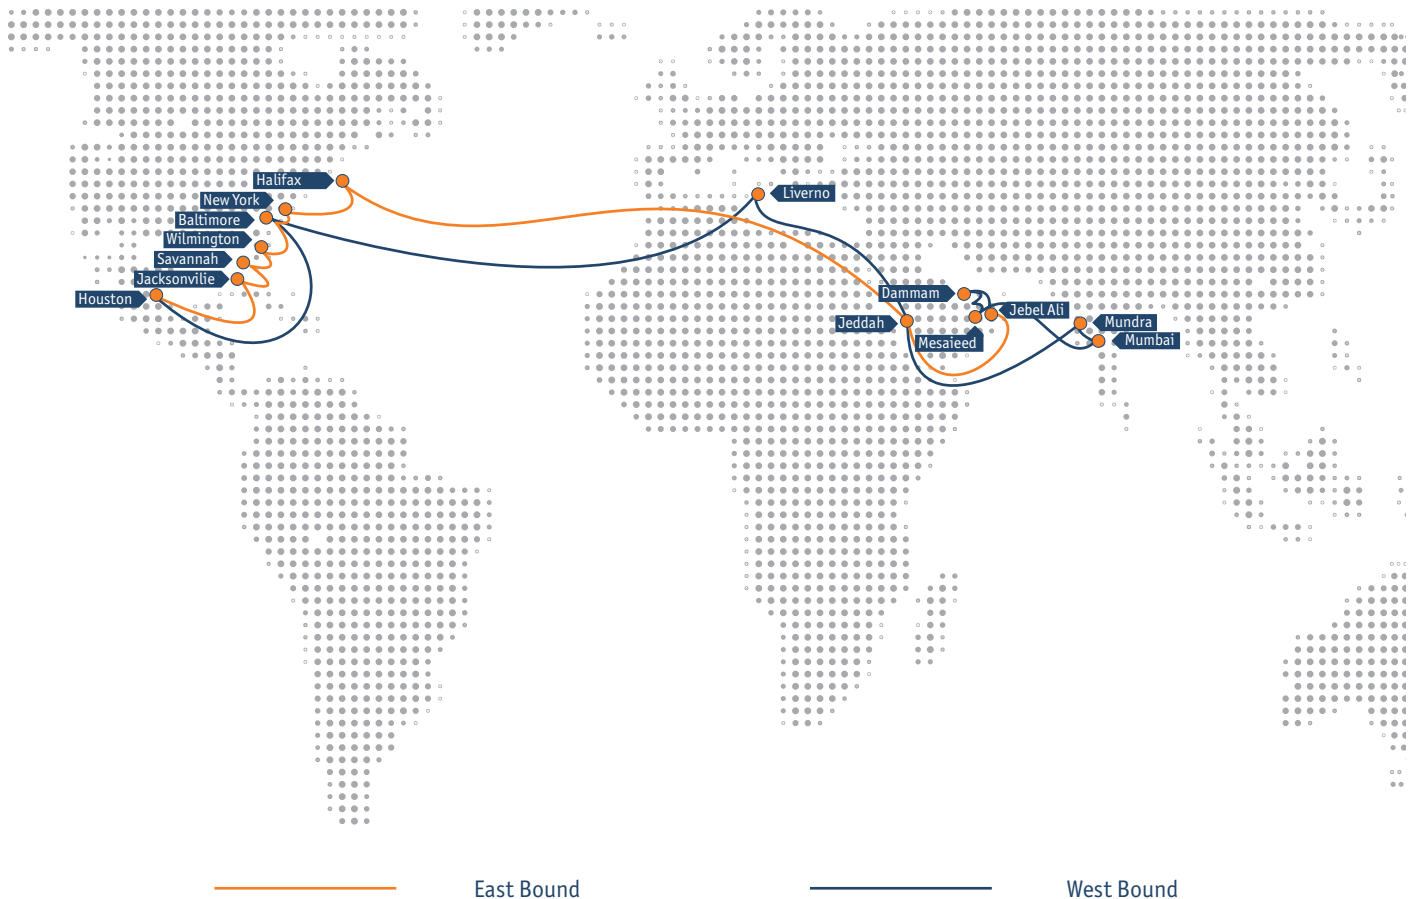 Halifax
New York
Baltimore
Wilmington
Savannah
Jacksonvilie
Houston
Liverno
Dammam
Jebel Ali
Jeddah
Mesaieed
Mundra
Mumbai
East Bound
West Bound